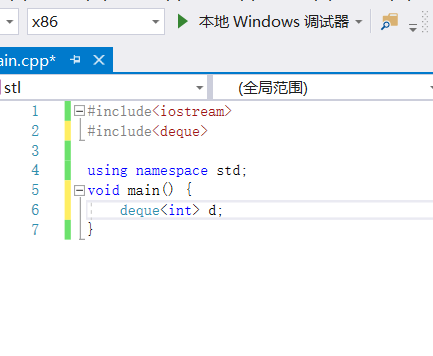 x86
本地 Windows 调试器
ain.cpp*
stl
(全局范围)
1 #include<iostream>
2 #include<deque>
3
4 using namespace std;
5 void main() {
6 deque<int> d;
7 }